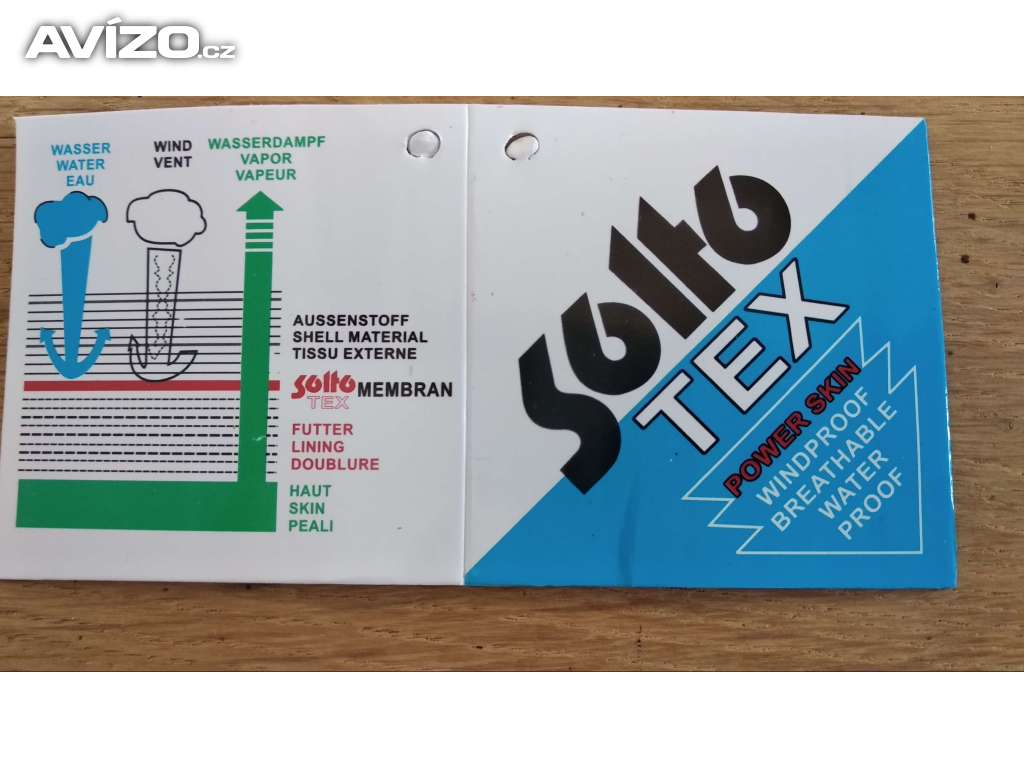 AVÍZO.cz
WASSER
WATER
EAU
WIND
VENT
WASSERDAMPF
VAPOR
VAPEUR
AUSSENSTOFF
SHELL MATERIAL
TISSU EXTERNE
Solto TEX MEMBRAN
FUTTER
LINING
DOUBLURE
HAUT
SKIN
PEALI
Solto
TEX
POWER SKIN
WINDPROOF
BREATHABLE
WATER
PROOF